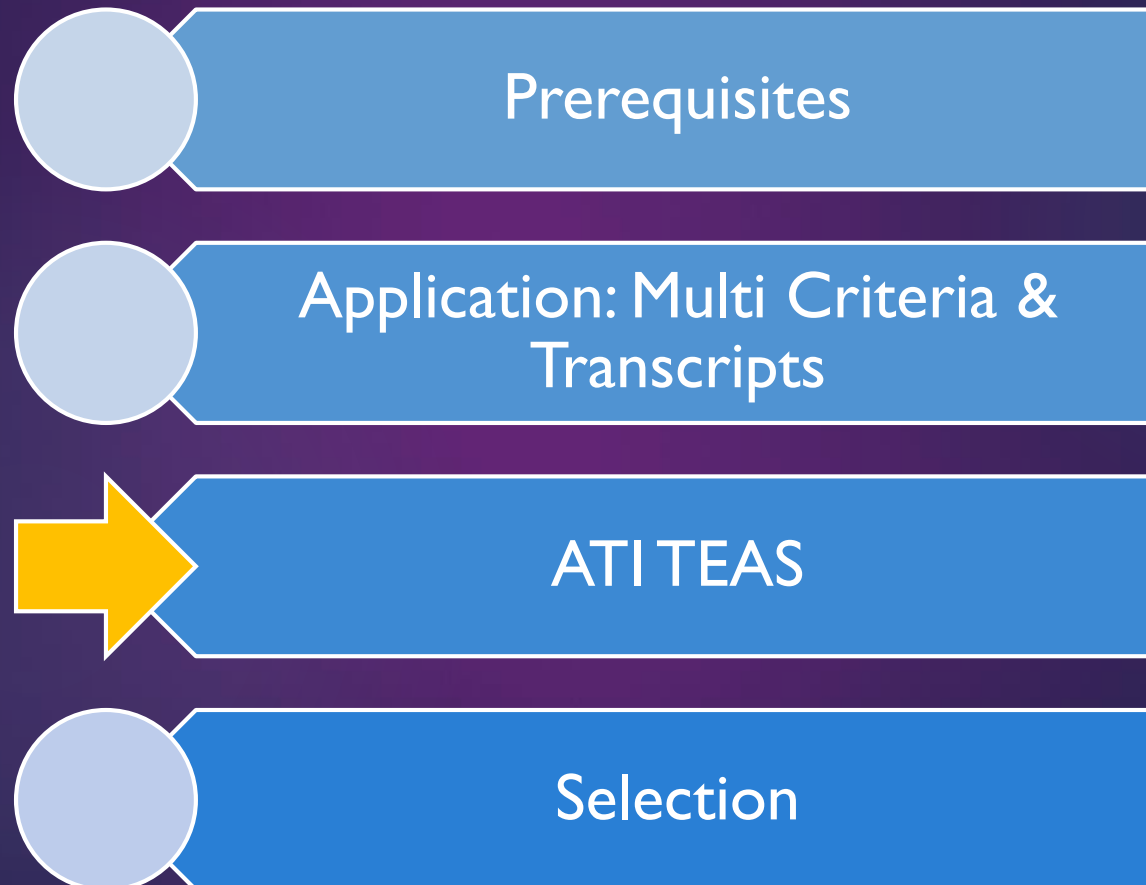 Prerequisites
Application: Multi Criteria &
Transcripts
ATI TEAS
Selection